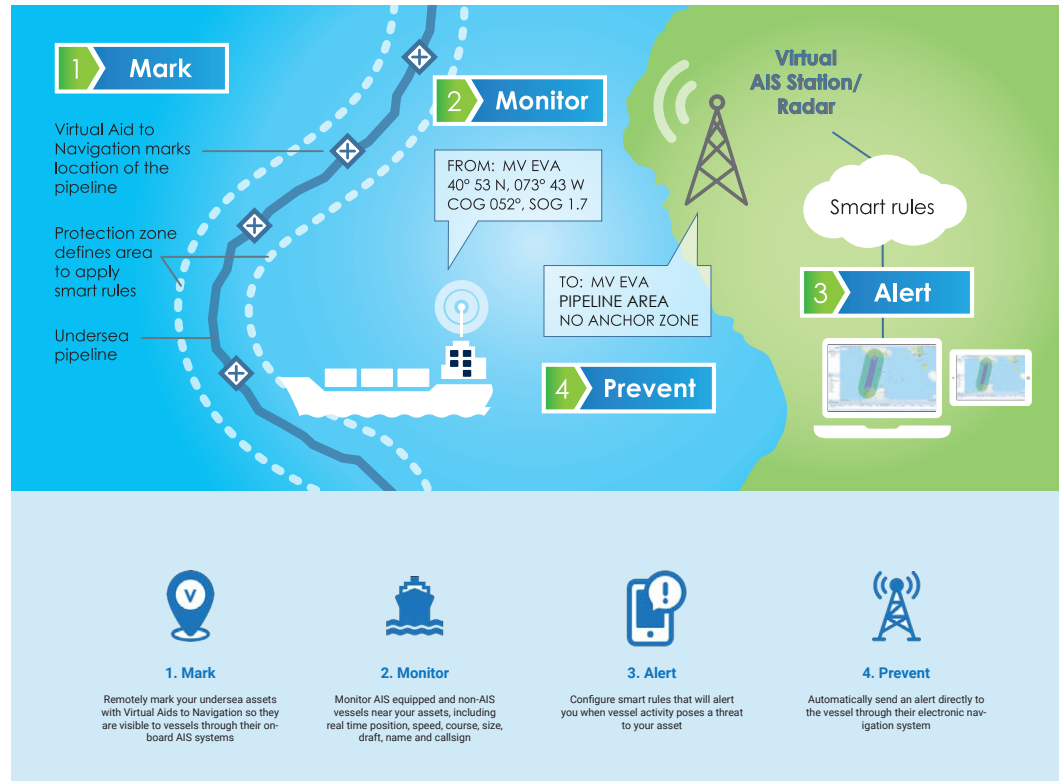 1 Mark
Virtual Aid to
Navigation marks
location of the
pipeline
Protection zone
defines area
to apply
smart rules
Undersea
pipeline
2 Monitor
FROM: MV EVA
40° 53 N, 073° 43 W
COG 052°, SOG 1.7
Virtual
AIS Station/
Radar
Smart rules
TO: MV EVA
PIPELINE AREA
NO ANCHOR ZONE
3 Alert
4 Prevent
V
1. Mark
Remotely mark your undersea assets
with Virtual Aids to Navigation so they
are visible to vessels through their on-
board AIS systems
2. Monitor
Monitor AIS equipped and non-AIS
vessels near your assets, including
real time position, speed, course, size,
draft, name and callsign
!
3. Alert
Configure smart rules that will alert
you when vessel activity poses a threat
to your asset
4. Prevent
Automatically send an alert directly to
the vessel through their electronic nav-
igation system